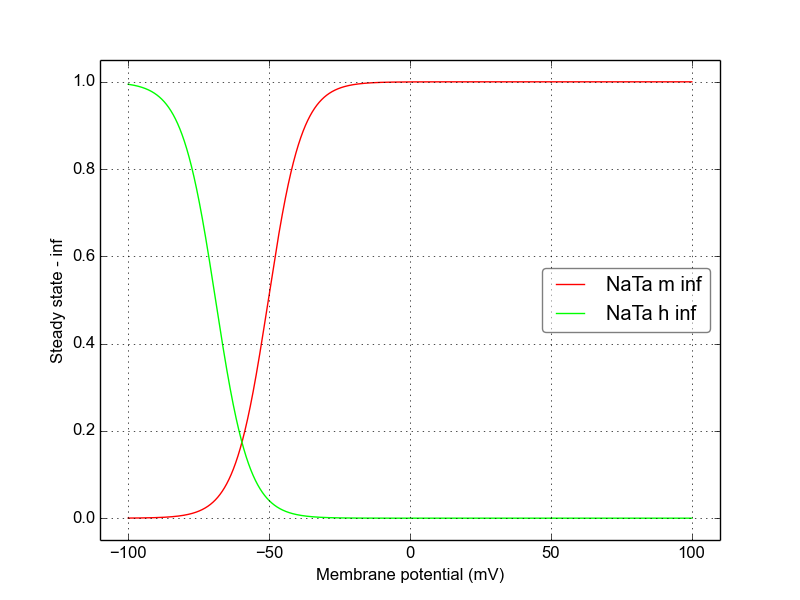 1.0
0.8
0.6
0.4
0.2
0.0
Steady state - inf
NaTa m inf
NaTa h inf
−100
−50
0
50
100
Membrane potential (mV)